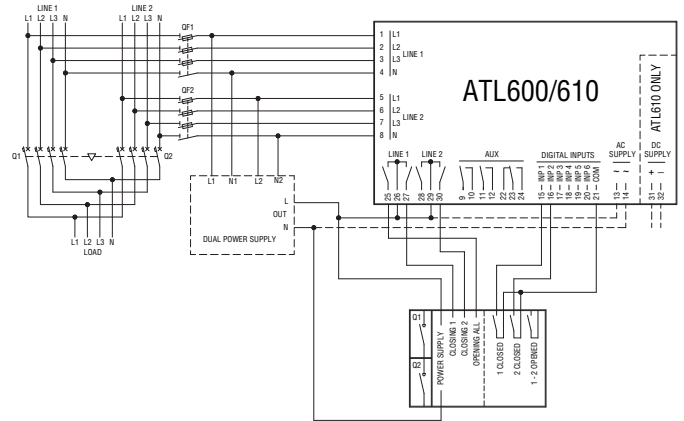 LINE 1
LINE 2
L1 L2 L3 N
L1 L2 L3 N
QF1
QF2
1 L1
2 L2
3 L3
4 N
LINE 1
5 L1
6 L2
7 L3
8 N
LINE 2
ATL600/610
ATL610 ONLY
AC SUPPLY
DC SUPPLY
~ ~
+ –
LINE 1
LINE 2
AUX
DIGITAL INPUTS
INP 1
INP 2
INP 3
INP 4
INP 5
INP 6
COM
25 26 27 28 29 30
9 10 11 12 22 23 24
15 16 17 18 19 20 21
13 14
31 32
Q1
Q2
L1 N1 L2 N2
L
OUT
N
DUAL POWER SUPPLY
L1 L2 L3 N
LOAD
Q1
Q2
POWER SUPPLY
CLOSING 1
CLOSING 2
OPENING ALL
1 CLOSED
2 CLOSED
1 - 2 OPENED